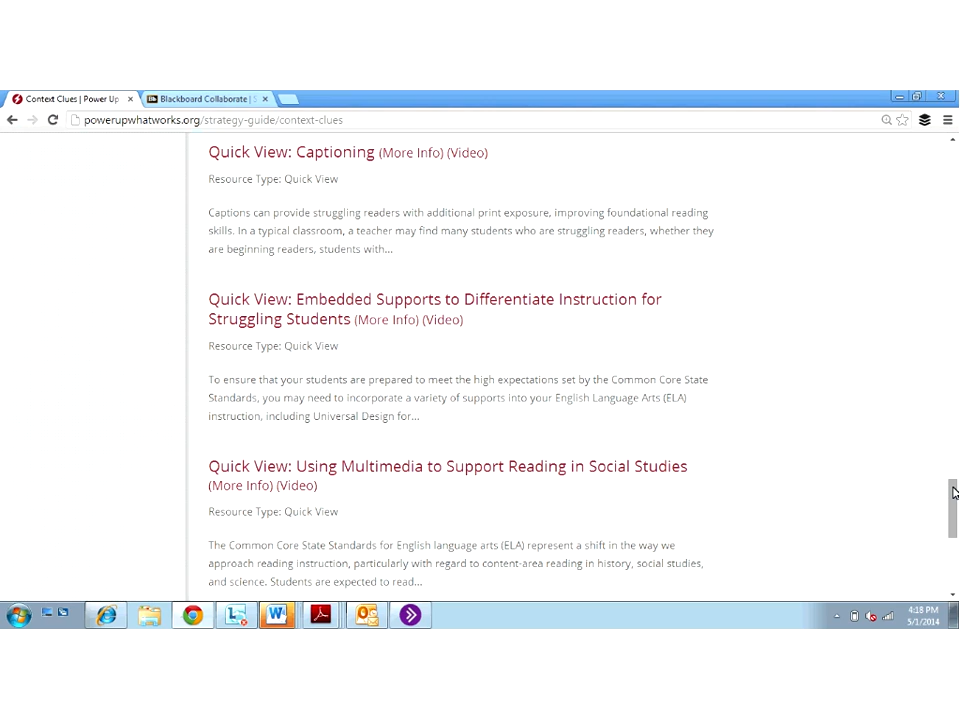 Context Clues | Power Up
Blackboard Collaborate |
powerupwhatworks.org/strategy-guide/context-clues
Quick View: Captioning (More Info) (Video)
Resource Type: Quick View
Captions can provide struggling readers with additional print exposure, improving foundational reading
skills. In a typical classroom, a teacher may find many students who are struggling readers, whether they
are beginning readers, students with...
Quick View: Embedded Supports to Differentiate Instruction for
Struggling Students (More Info) (Video)
Resource Type: Quick View
To ensure that your students are prepared to meet the high expectations set by the Common Core State
Standards, you may need to incorporate a variety of supports into your English Language Arts (ELA)
instruction, including Universal Design for...
Quick View: Using Multimedia to Support Reading in Social Studies
(More Info) (Video)
Resource Type: Quick View
The Common Core State Standards for English language arts (ELA) represent a shift in the way we
approach reading instruction, particularly with regard to content-area reading in history, social studies,
and science. Students are expected to read...
4:18 PM
5/1/2014